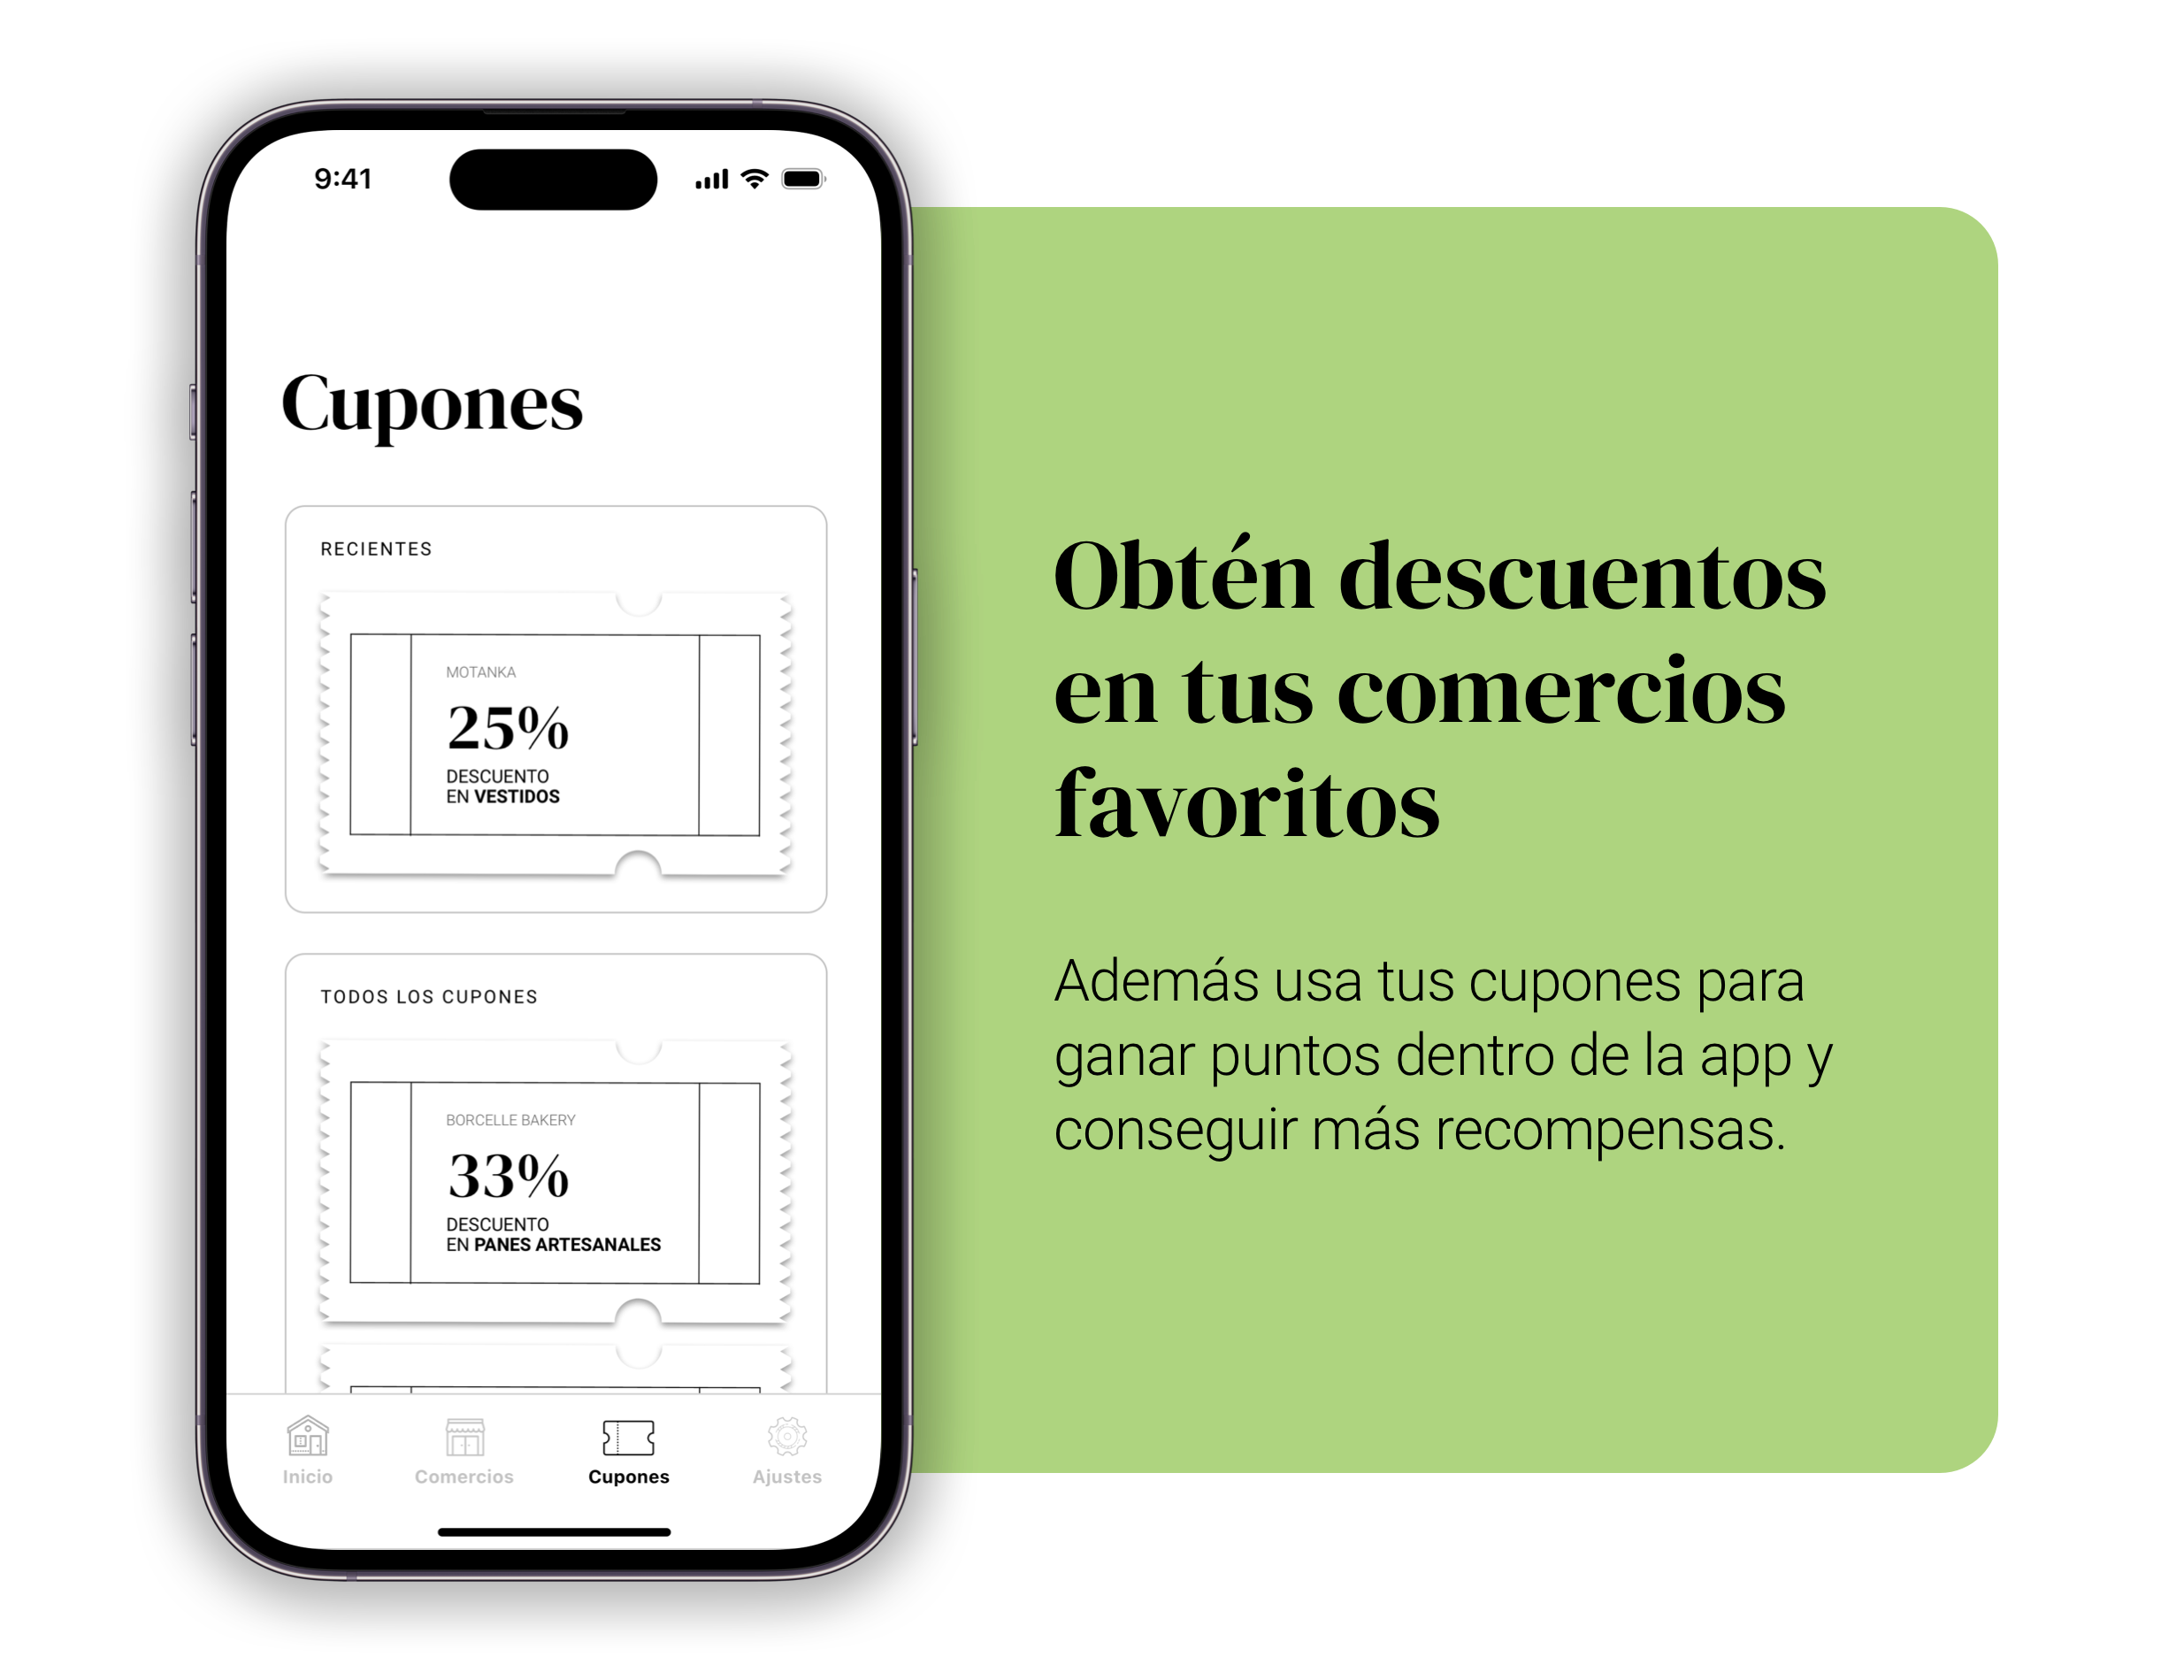 9:41
Cupones
RECIENTES
MOTANKA
25%
DESCUENTO
EN VESTIDOS
TODOS LOS CUPONES
BORCELLE BAKERY
33%
DESCUENTO
EN PANES ARTESANALES
Inicio
Comercios
Cupones
Ajustes
Obtén descuentos
en tus comercios
favoritos
Además usa tus cupones para
ganar puntos dentro de la app y
conseguir más recompensas.